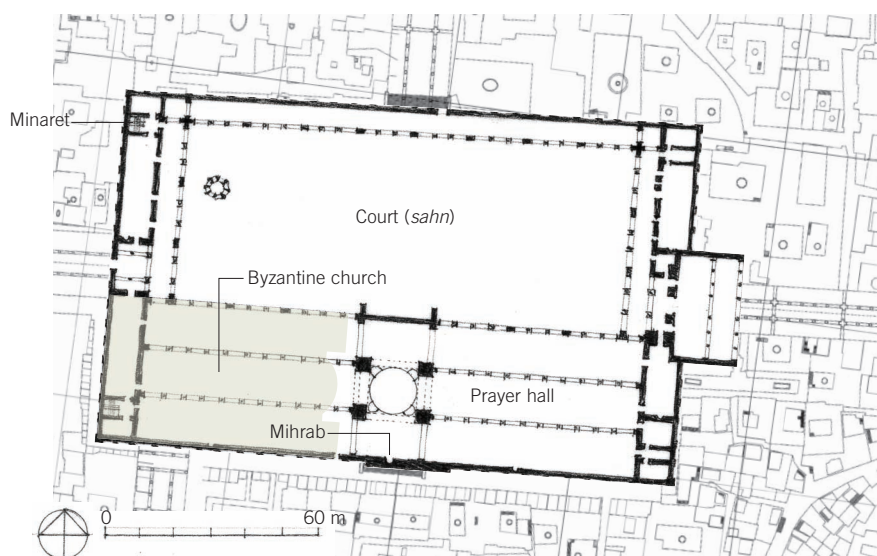 Minaret
Court (sahn)
Byzantine church
Prayer hall
Mihrab
0 60 m